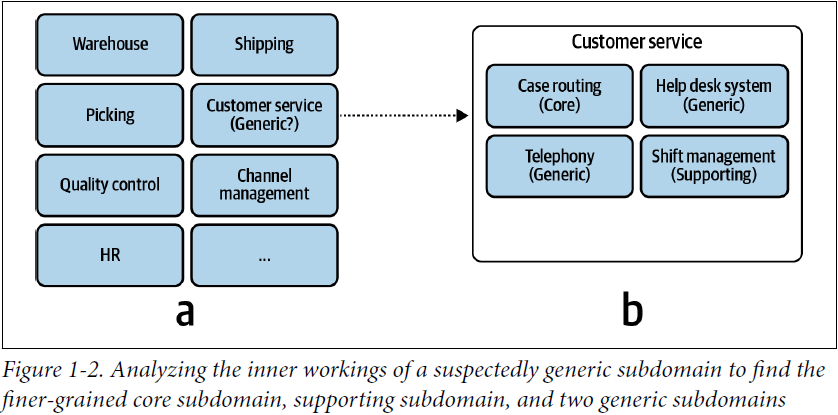 Warehouse
Shipping
Picking
Customer service
(Generic?)
Quality control
Channel
management
HR
...
a
Customer service
Case routing
(Core)
Help desk system
(Generic)
Telephony
(Generic)
Shift management
(Supporting)
b
Figure 1-2. Analyzing the inner workings of a suspectedly generic subdomain to find the
finer-grained core subdomain, supporting subdomain, and two generic subdomains